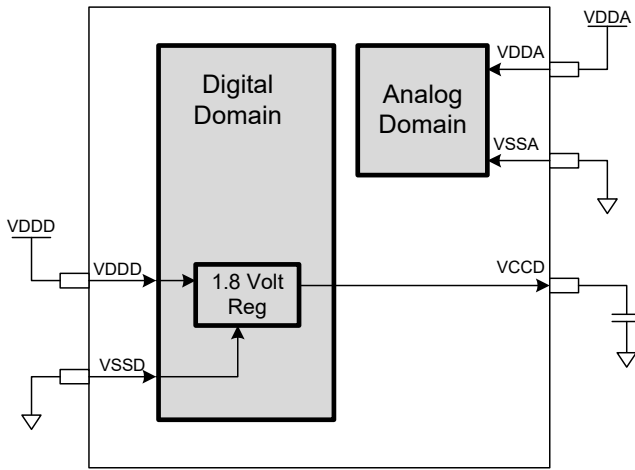 VDDA
VDDA
Digital
Domain
Analog
Domain
VSSA
VDDD
VDDD
1.8 Volt
Reg
VCCD
VSSD